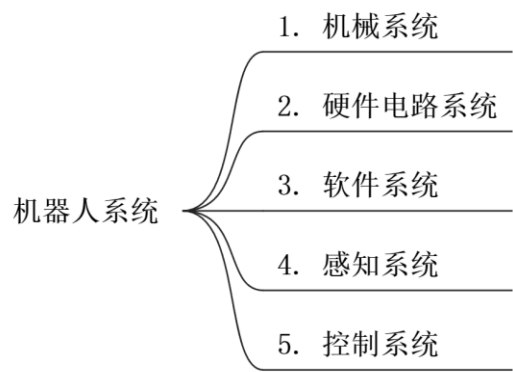 1. 机械系统
2. 硬件电路系统
机器人系统
3. 软件系统
4. 感知系统
5. 控制系统